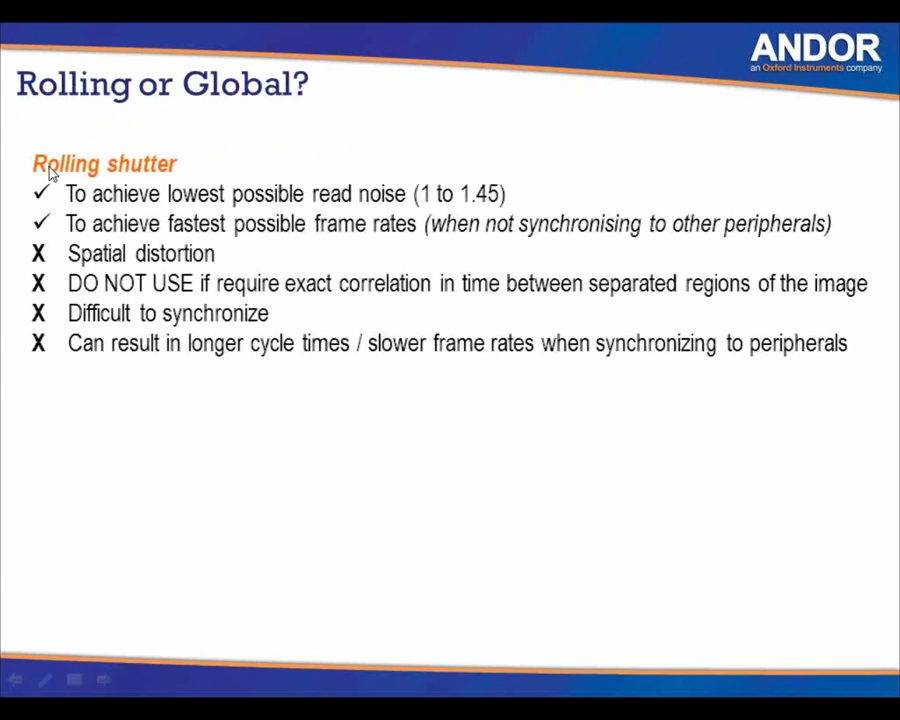 ANDOR
an Oxford Instruments company
Rolling or Global?
Rolling shutter
✓ To achieve lowest possible read noise (1 to 1.45)
✓ To achieve fastest possible frame rates (when not synchronising to other peripherals)
X Spatial distortion
X DO NOT USE if require exact correlation in time between separated regions of the image
X Difficult to synchronize
X Can result in longer cycle times / slower frame rates when synchronizing to peripherals